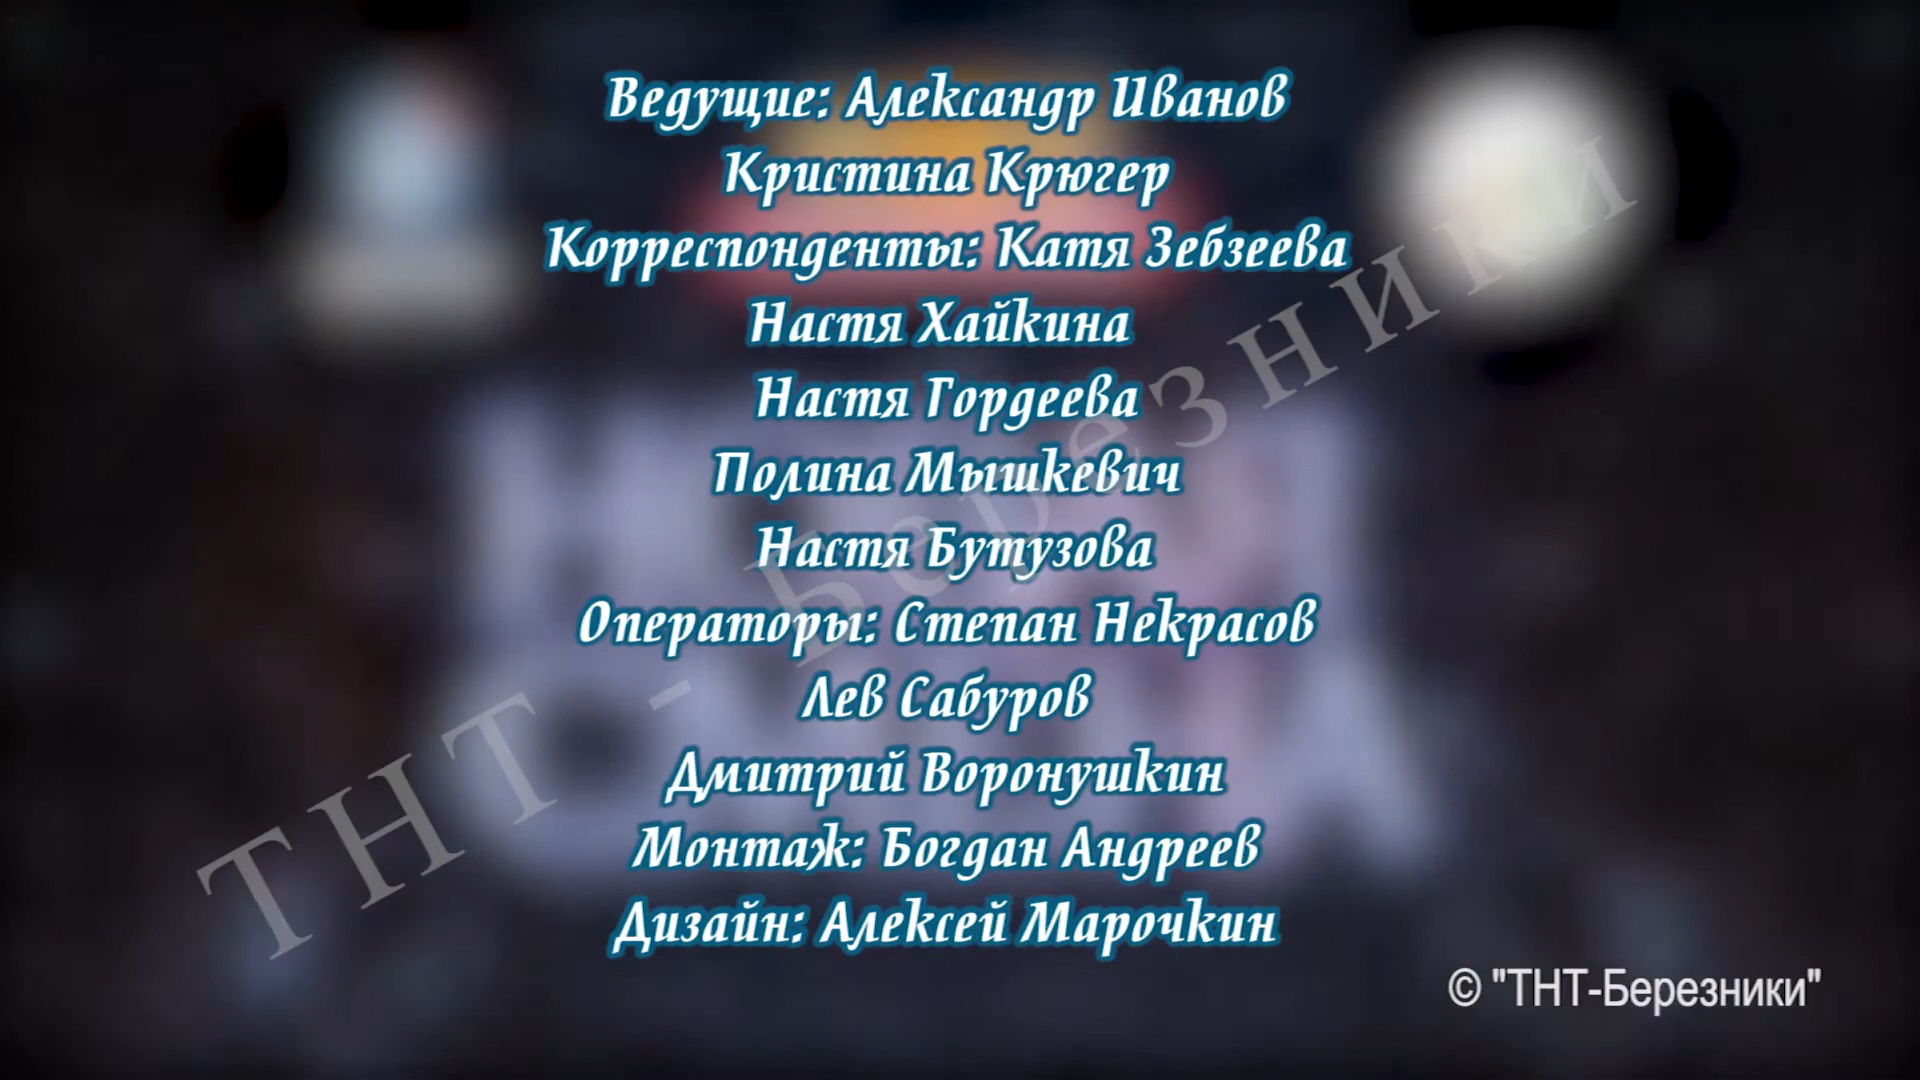 Ведущие: Александр Иванов
Кристина Крюгер
Корреспонденты: Катя Зебзеева
Настя Хайкина
Настя Гордеева
Полина Мышкевич
Настя Бутузова
Операторы: Степан Некрасов
Лев Сабуров
Дмитрий Воронушкин
Монтаж: Богдан Андреев
Дизайн: Алексей Марочкин
ТНТ - Березники
© "ТНТ-Березники"